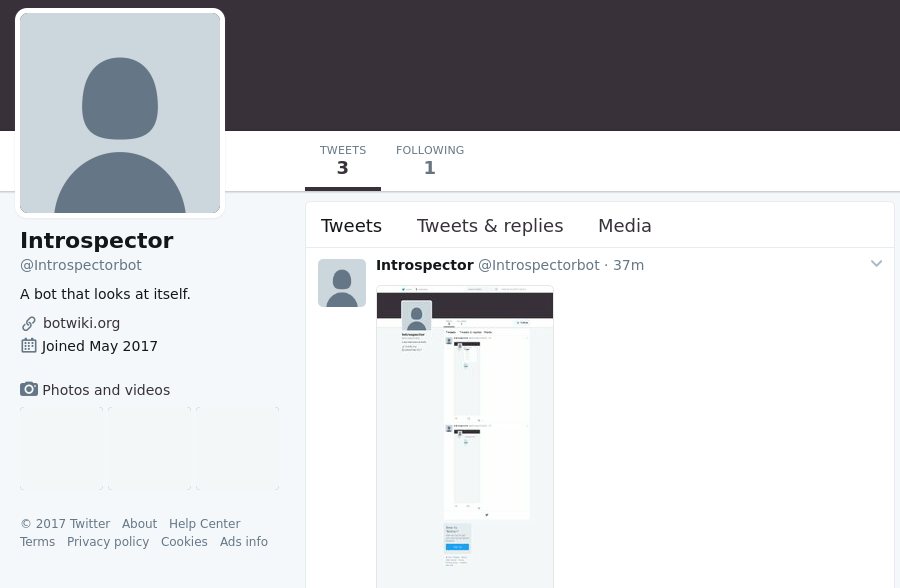 TWEETS FOLLOWING
3 1
Introspector
@Introspectorbot
A bot that looks at itself.
botwiki.org
Joined May 2017
Photos and videos
© 2017 Twitter About Help Center
Terms Privacy policy Cookies Ads info
Tweets Tweets & replies Media
Introspector @Introspectorbot · 37m